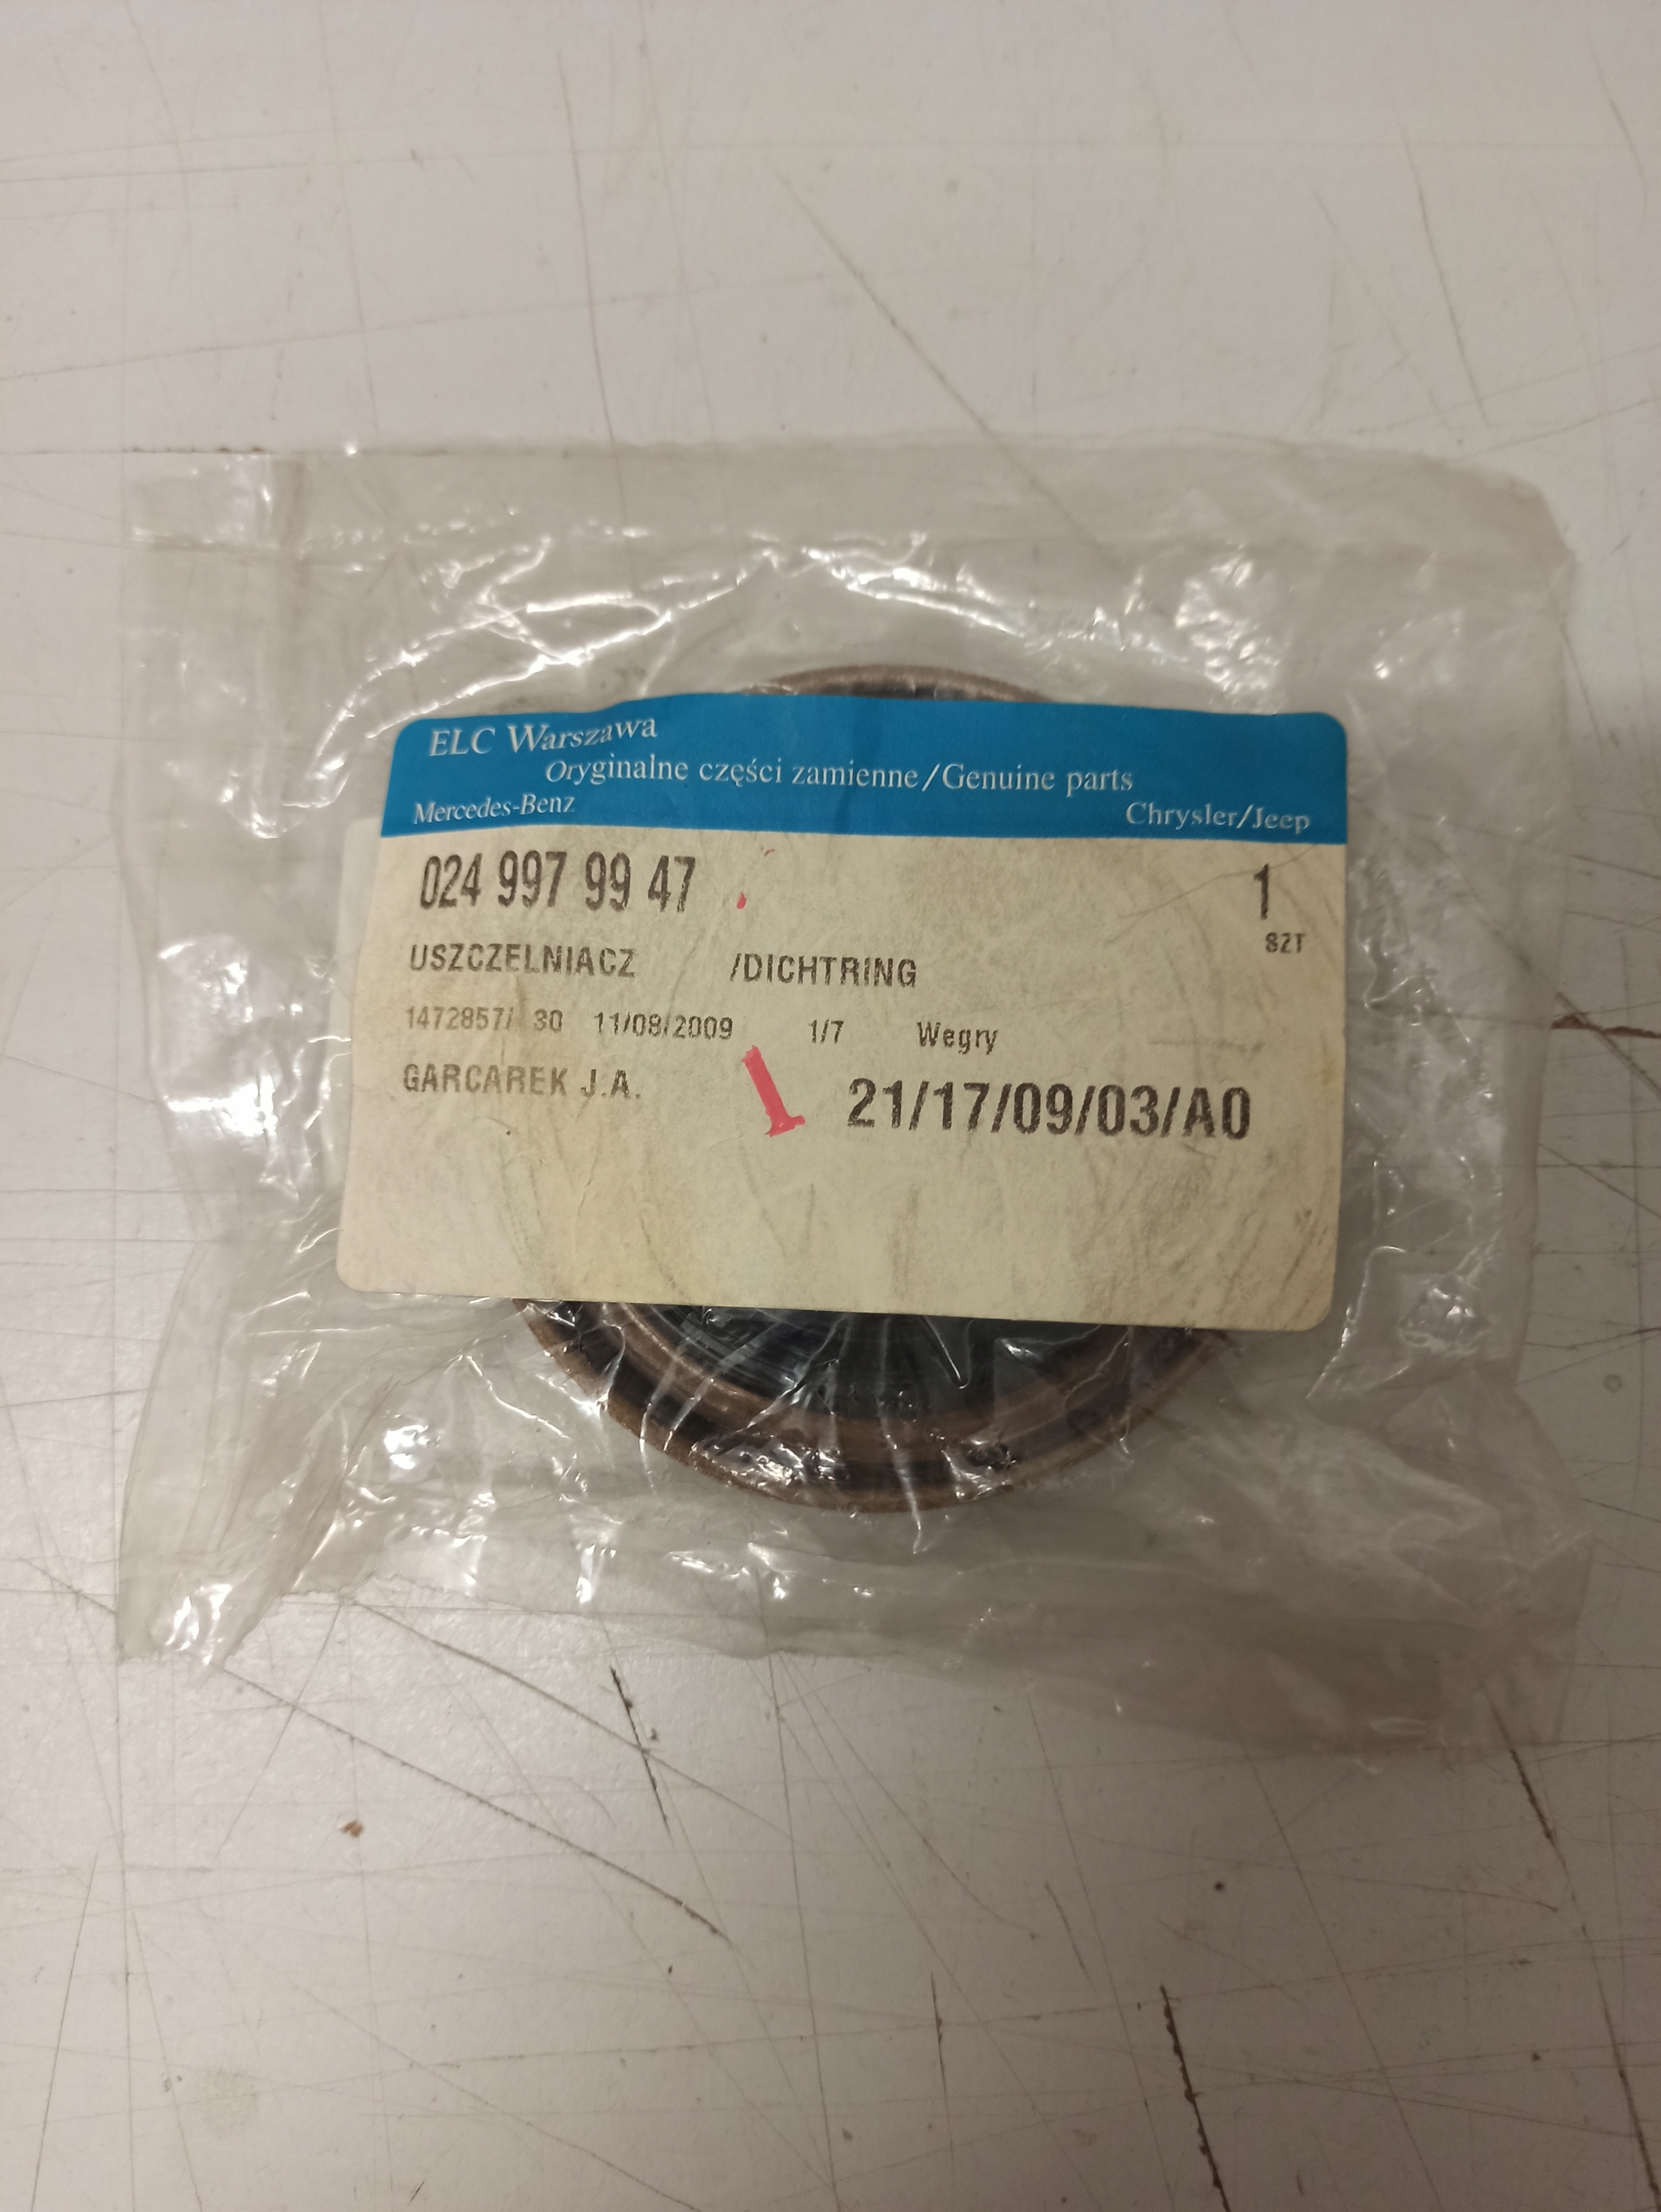 ELC Warszawa
Oryginalne części zamienne/Genuine parts
Mercedes-Benz Chrysler/Jeep
024 997 99 47 1
SZT
USZCZELNIACZ /DICHTRING
1472857/ 30 11/08/2009 1/7 Wegry
GARCAREK J.A. 21/17/09/03/A0